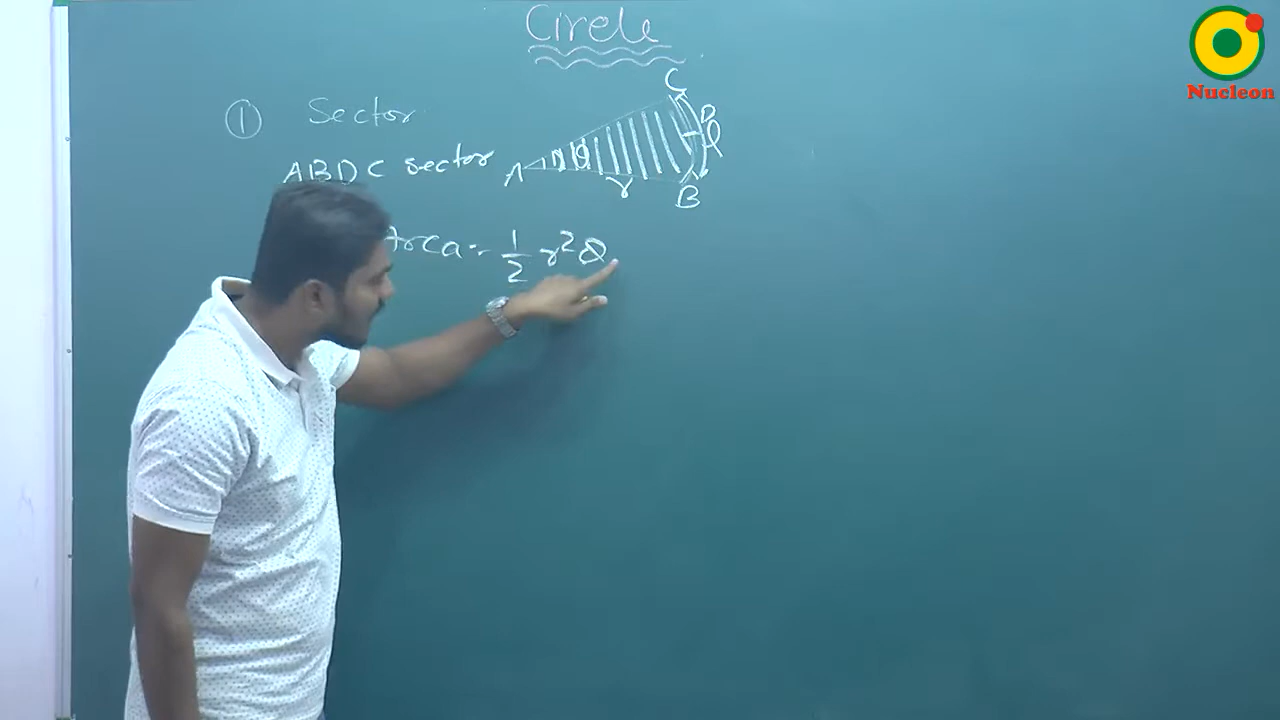 Circle
Nucleon
① Sector
ABDC sector
A
θ
r
B
C
D
l
Area = 1/2 r²θ